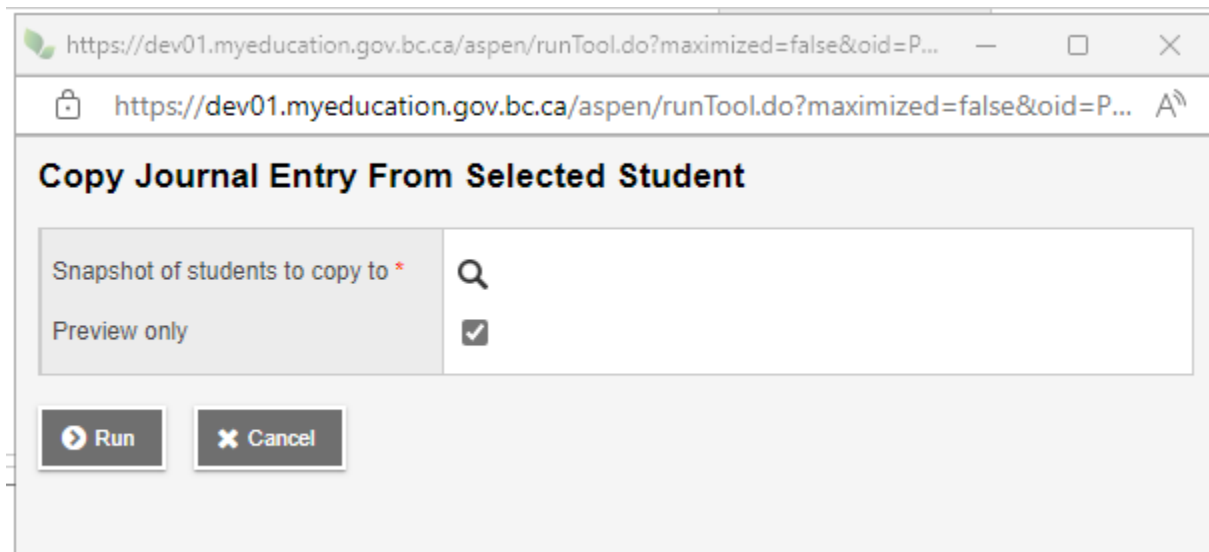 https://dev01.myeducation.gov.bc.ca/aspen/runTool.do?maximized=false&oid=P...
https://dev01.myeducation.gov.bc.ca/aspen/runTool.do?maximized=false&oid=P... A
Copy Journal Entry From Selected Student
Snapshot of students to copy to *
Preview only
Run Cancel